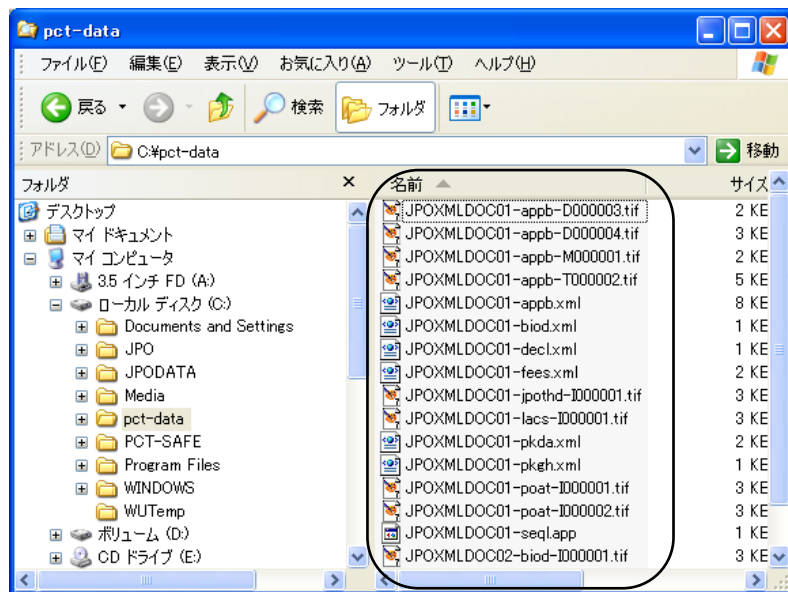 pct-data
ファイル(F) 編集(E) 表示(V) お気に入り(A) ツール(T) ヘルプ(H)
戻る 検索 フォルダ
アドレス(D) C:¥pct-data 移動
フォルダ × 名前 サイズ
デスクトップ
マイ ドキュメント
マイ コンピュータ
3.5 インチ FD (A:)
ローカル ディスク (C:)
Documents and Settings
JPO
JPODATA
Media
pct-data
PCT-SAFE
Program Files
WINDOWS
WUTemp
ボリューム (D:)
CD ドライブ (E:)
JPOXMLDOC01-appb-D000003.tif 2 KE
JPOXMLDOC01-appb-D000004.tif 3 KE
JPOXMLDOC01-appb-M000001.tif 2 KE
JPOXMLDOC01-appb-T000002.tif 5 KE
JPOXMLDOC01-appb.xml 8 KE
JPOXMLDOC01-biod.xml 1 KE
JPOXMLDOC01-decl.xml 1 KE
JPOXMLDOC01-fees.xml 2 KE
JPOXMLDOC01-jpothd-I000001.tif 3 KE
JPOXMLDOC01-lacs-I000001.tif 3 KE
JPOXMLDOC01-pkda.xml 2 KE
JPOXMLDOC01-pkgh.xml 1 KE
JPOXMLDOC01-poat-I000001.tif 3 KE
JPOXMLDOC01-poat-I000002.tif 3 KE
JPOXMLDOC01-seql.app 1 KE
JPOXMLDOC02-biod-I000001.tif 3 KE